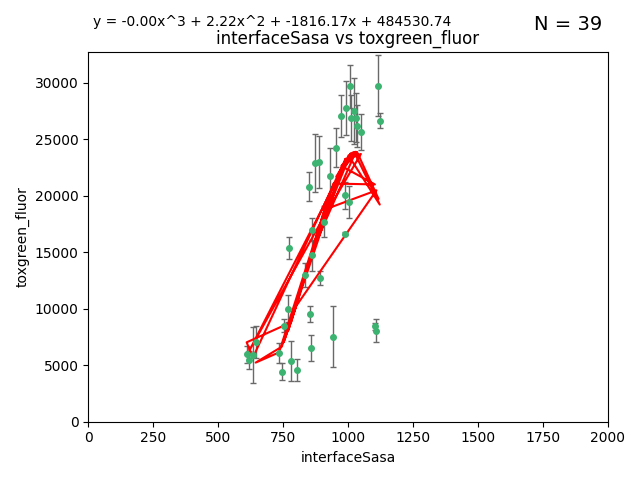 y = -0.00x^3 + 2.22x^2 + -1816.17x + 484530.74
N = 39
interfaceSasa vs toxgreen_fluor
30000
25000
20000
15000
10000
5000
0
toxgreen_fluor
0 250 500 750 1000 1250 1500 1750 2000
interfaceSasa